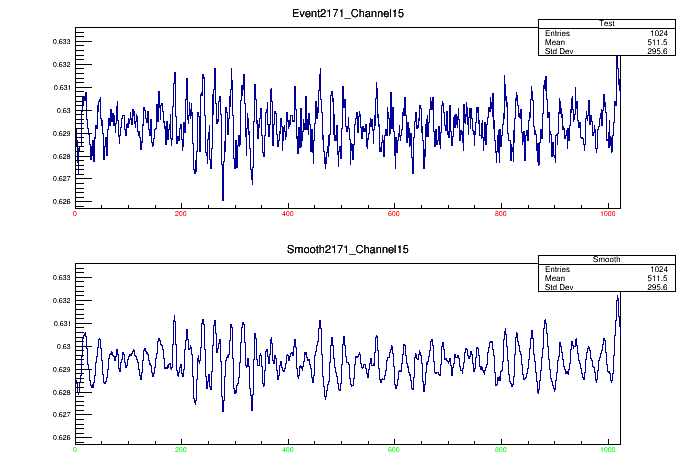 Event2171_Channel15
Test
Entries 1024
Mean 511.5
Std Dev 295.6
0.633
0.632
0.631
0.63
0.629
0.628
0.627
0.626
0 200 400 600 800 1000
Smooth2171_Channel15
Smooth
Entries 1024
Mean 511.5
Std Dev 295.6
0.633
0.632
0.631
0.63
0.629
0.628
0.627
0.626
0 200 400 600 800 1000